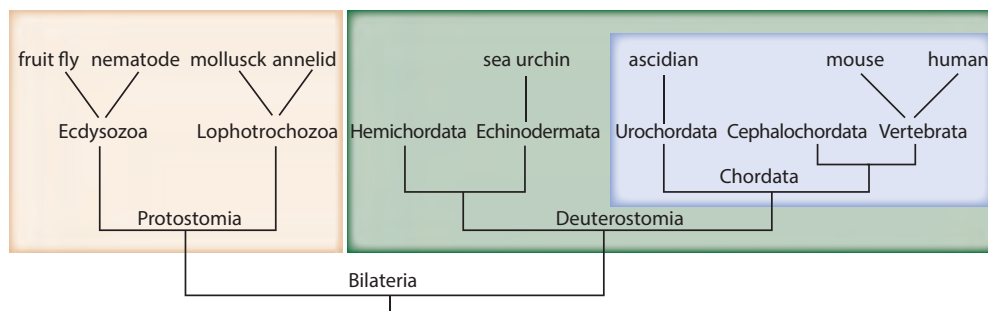 fruit fly nematode mollusck annelid sea urchin ascidian mouse human
Ecdysozoa Lophotrochozoa Hemichordata Echinodermata Urochordata Cephalochordata Vertebrata
Chordata
Protostomia Deuterostomia
Bilateria